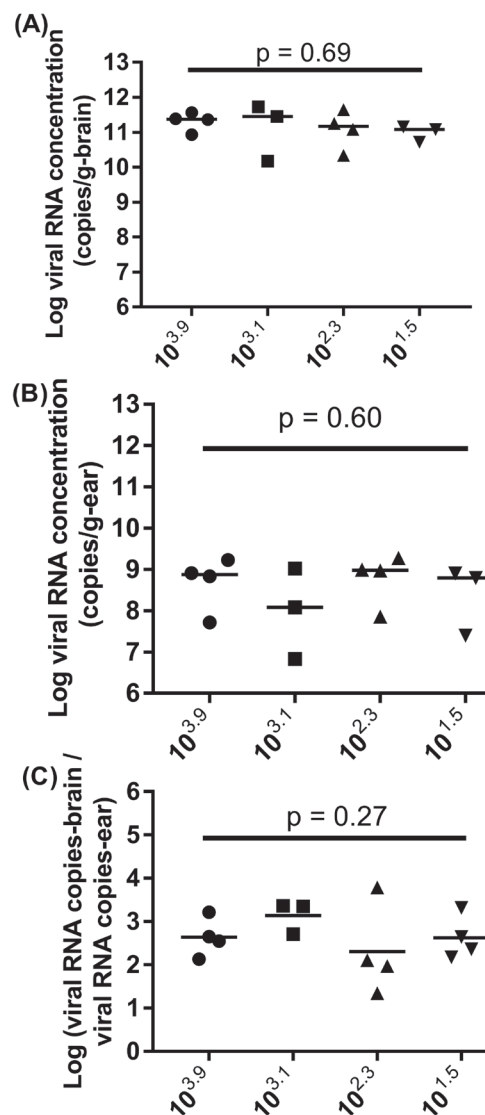 (A)
p = 0.69
Log viral RNA concentration
(copies/g-brain)
13
12
11
10
9
8
7
6
10^3.9
10^3.1
10^2.3
10^1.5
(B)
p = 0.60
Log viral RNA concentration
(copies/g-ear)
13
12
11
10
9
8
7
6
10^3.9
10^3.1
10^2.3
10^1.5
(C)
p = 0.27
Log (viral RNA copies-brain /
viral RNA copies-ear)
6
5
4
3
2
1
0
10^3.9
10^3.1
10^2.3
10^1.5